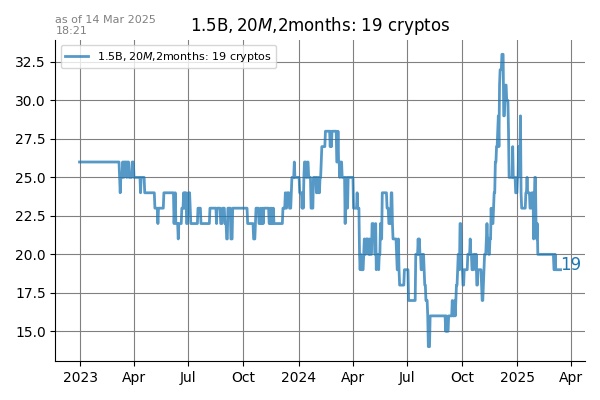 as of 14 Mar 2025
18:21
1.5B, 20M,2months: 19 cryptos
1.5B, 20M,2months: 19 cryptos
32.5
30.0
27.5
25.0
22.5
20.0
17.5
15.0
19
2023 Apr Jul Oct 2024 Apr Jul Oct 2025 Apr